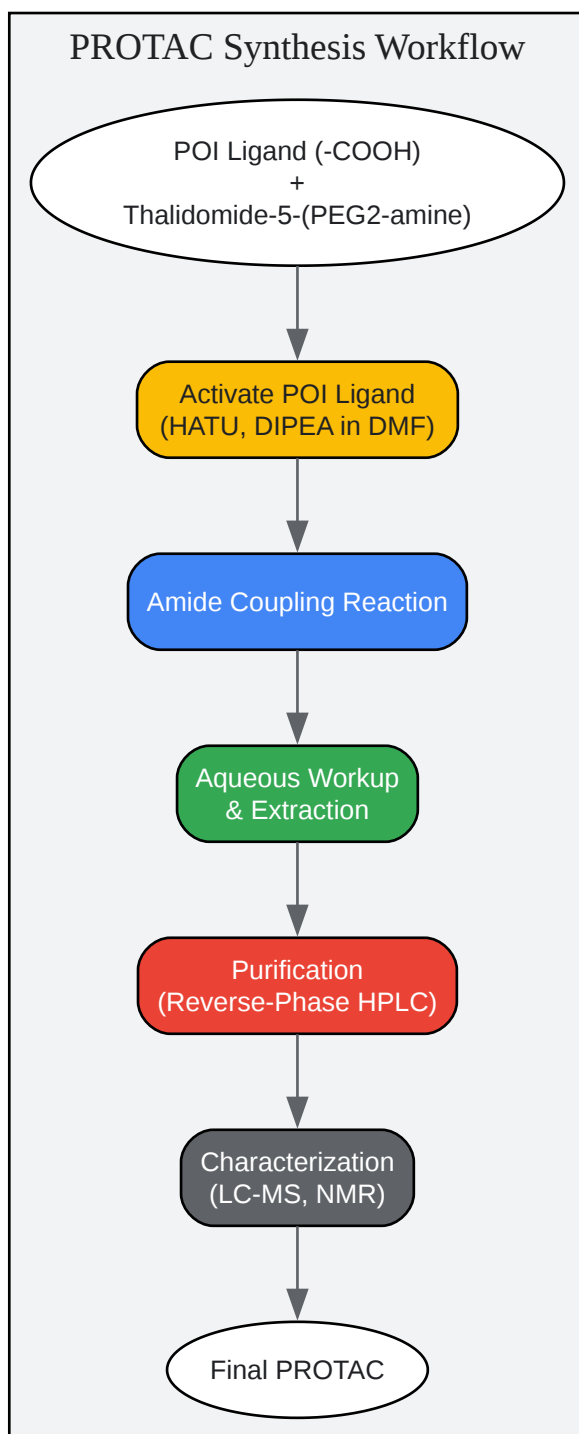 PROTAC Synthesis Workflow
POI Ligand (-COOH)
+
Thalidomide-5-(PEG2-amine)
Activate POI Ligand
(HATU, DIPEA in DMF)
Amide Coupling Reaction
Aqueous Workup
& Extraction
Purification
(Reverse-Phase HPLC)
Characterization
(LC-MS, NMR)
Final PROTAC